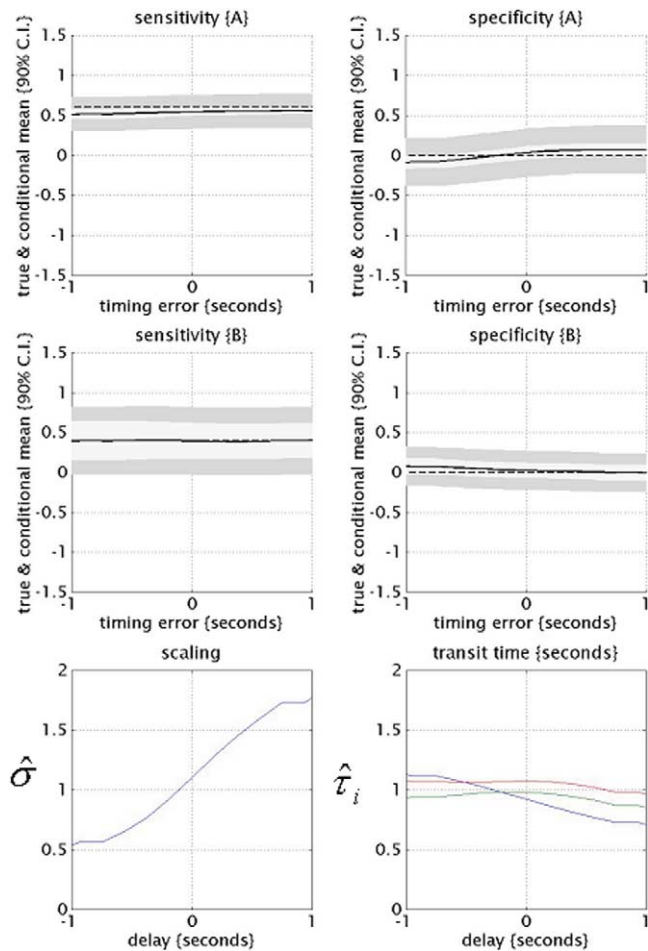 sensitivity {A}
true & conditional mean {90% C.I.}
1.5
1
0.5
0
-0.5
-1
-1.5
-1 0 1
timing error {seconds}
specificity {A}
true & conditional mean {90% C.I.}
1.5
1
0.5
0
-0.5
-1
-1.5
-1 0 1
timing error {seconds}
sensitivity {B}
true & conditional mean {90% C.I.}
1.5
1
0.5
0
-0.5
-1
-1.5
-1 0 1
timing error {seconds}
specificity {B}
true & conditional mean {90% C.I.}
1.5
1
0.5
0
-0.5
-1
-1.5
-1 0 1
timing error {seconds}
scaling
σ̂
2
1.5
1
0.5
0
-1 0 1
delay {seconds}
transit time {seconds}
τ̂ᵢ
2
1.5
1
0.5
0
-1 0 1
delay {seconds}